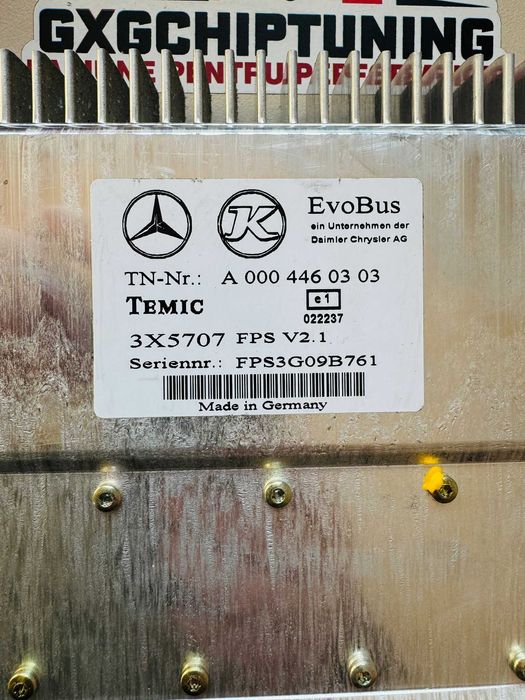 GXGCHIPTUNING
K
EvoBus
ein Unternehmen der
Daimler Chrysler AG
TN-Nr.: A 000 446 03 03
TEMIC
e1
022237
3X5707 FPS V2.1
Seriennr.: FPS3G09B761
Made in Germany